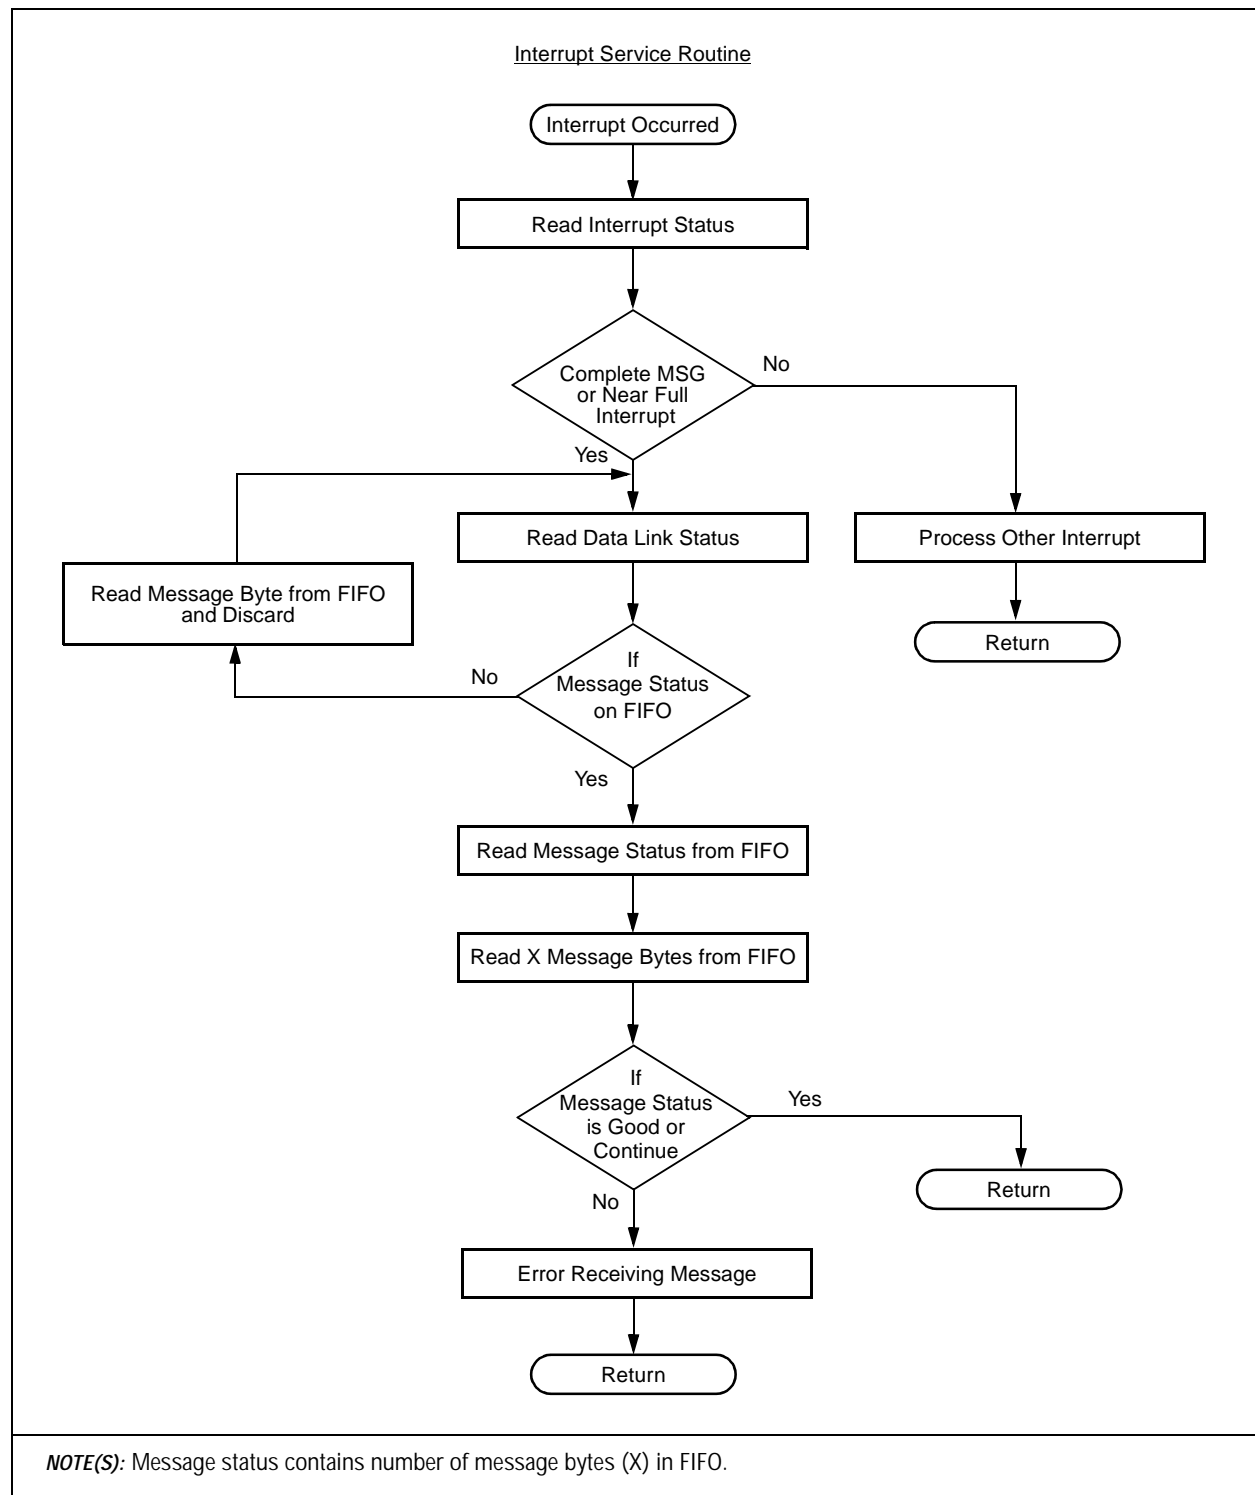 Interrupt Service Routine
Interrupt Occurred
Read Interrupt Status
Complete MSG
or Near Full
Interrupt
No
Yes
Read Data Link Status
Process Other Interrupt
Read Message Byte from FIFO
and Discard
Return
If
Message Status
on FIFO
No
Yes
Read Message Status from FIFO
Read X Message Bytes from FIFO
If
Message Status
is Good or
Continue
Yes
Return
No
Error Receiving Message
Return
NOTE(S): Message status contains number of message bytes (X) in FIFO.